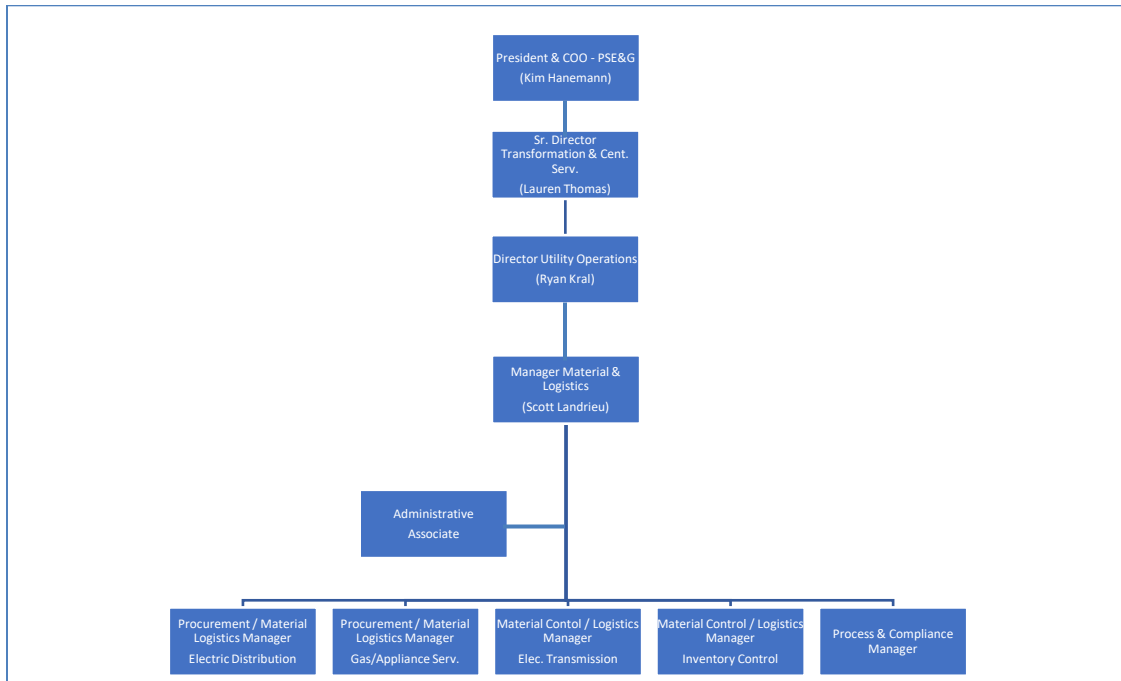 President & COO - PSE&G
(Kim Hanemann)
Sr. Director
Transformation & Cent.
Serv.
(Lauren Thomas)
Director Utility Operations
(Ryan Kral)
Manager Material &
Logistics
(Scott Landrieu)
Administrative
Associate
Procurement / Material
Logistics Manager
Electric Distribution
Procurement / Material
Logistics Manager
Gas/Appliance Serv.
Material Contol / Logistics
Manager
Elec. Transmission
Material Control / Logistics
Manager
Inventory Control
Process & Compliance
Manager